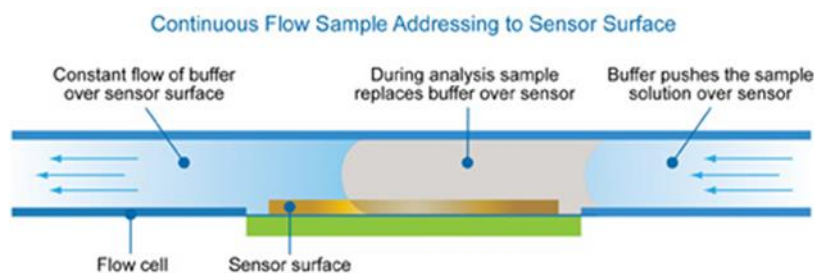 Continuous Flow Sample Addressing to Sensor Surface
Constant flow of buffer
over sensor surface
During analysis sample
replaces buffer over sensor
Buffer pushes the sample
solution over sensor
Flow cell
Sensor surface